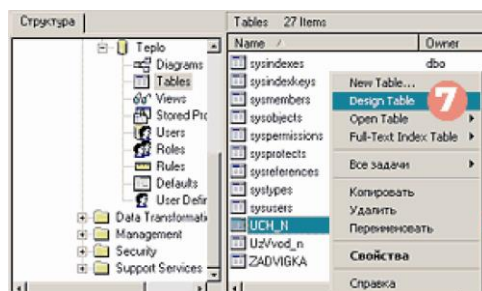 Структура
Teplo
Diagrams
Tables
Views
Stored Pro
Users
Roles
Rules
Defaults
User Defir
Data Transformati
Management
Security
Support Services
Tables 27 Items
Name Owner
sysindexes dbo
sysindexkeys
sysmembers
sysobjects
syspermissions
sysprotects
sysreferences
systypes
sysusers
UCH_N
UzVvod_n
ZADVIGKA
New Table...
Design Table
7
Open Table
Full-Text Index Table
Все задачи
Копировать
Удалить
Переименовать
Свойства
Справка